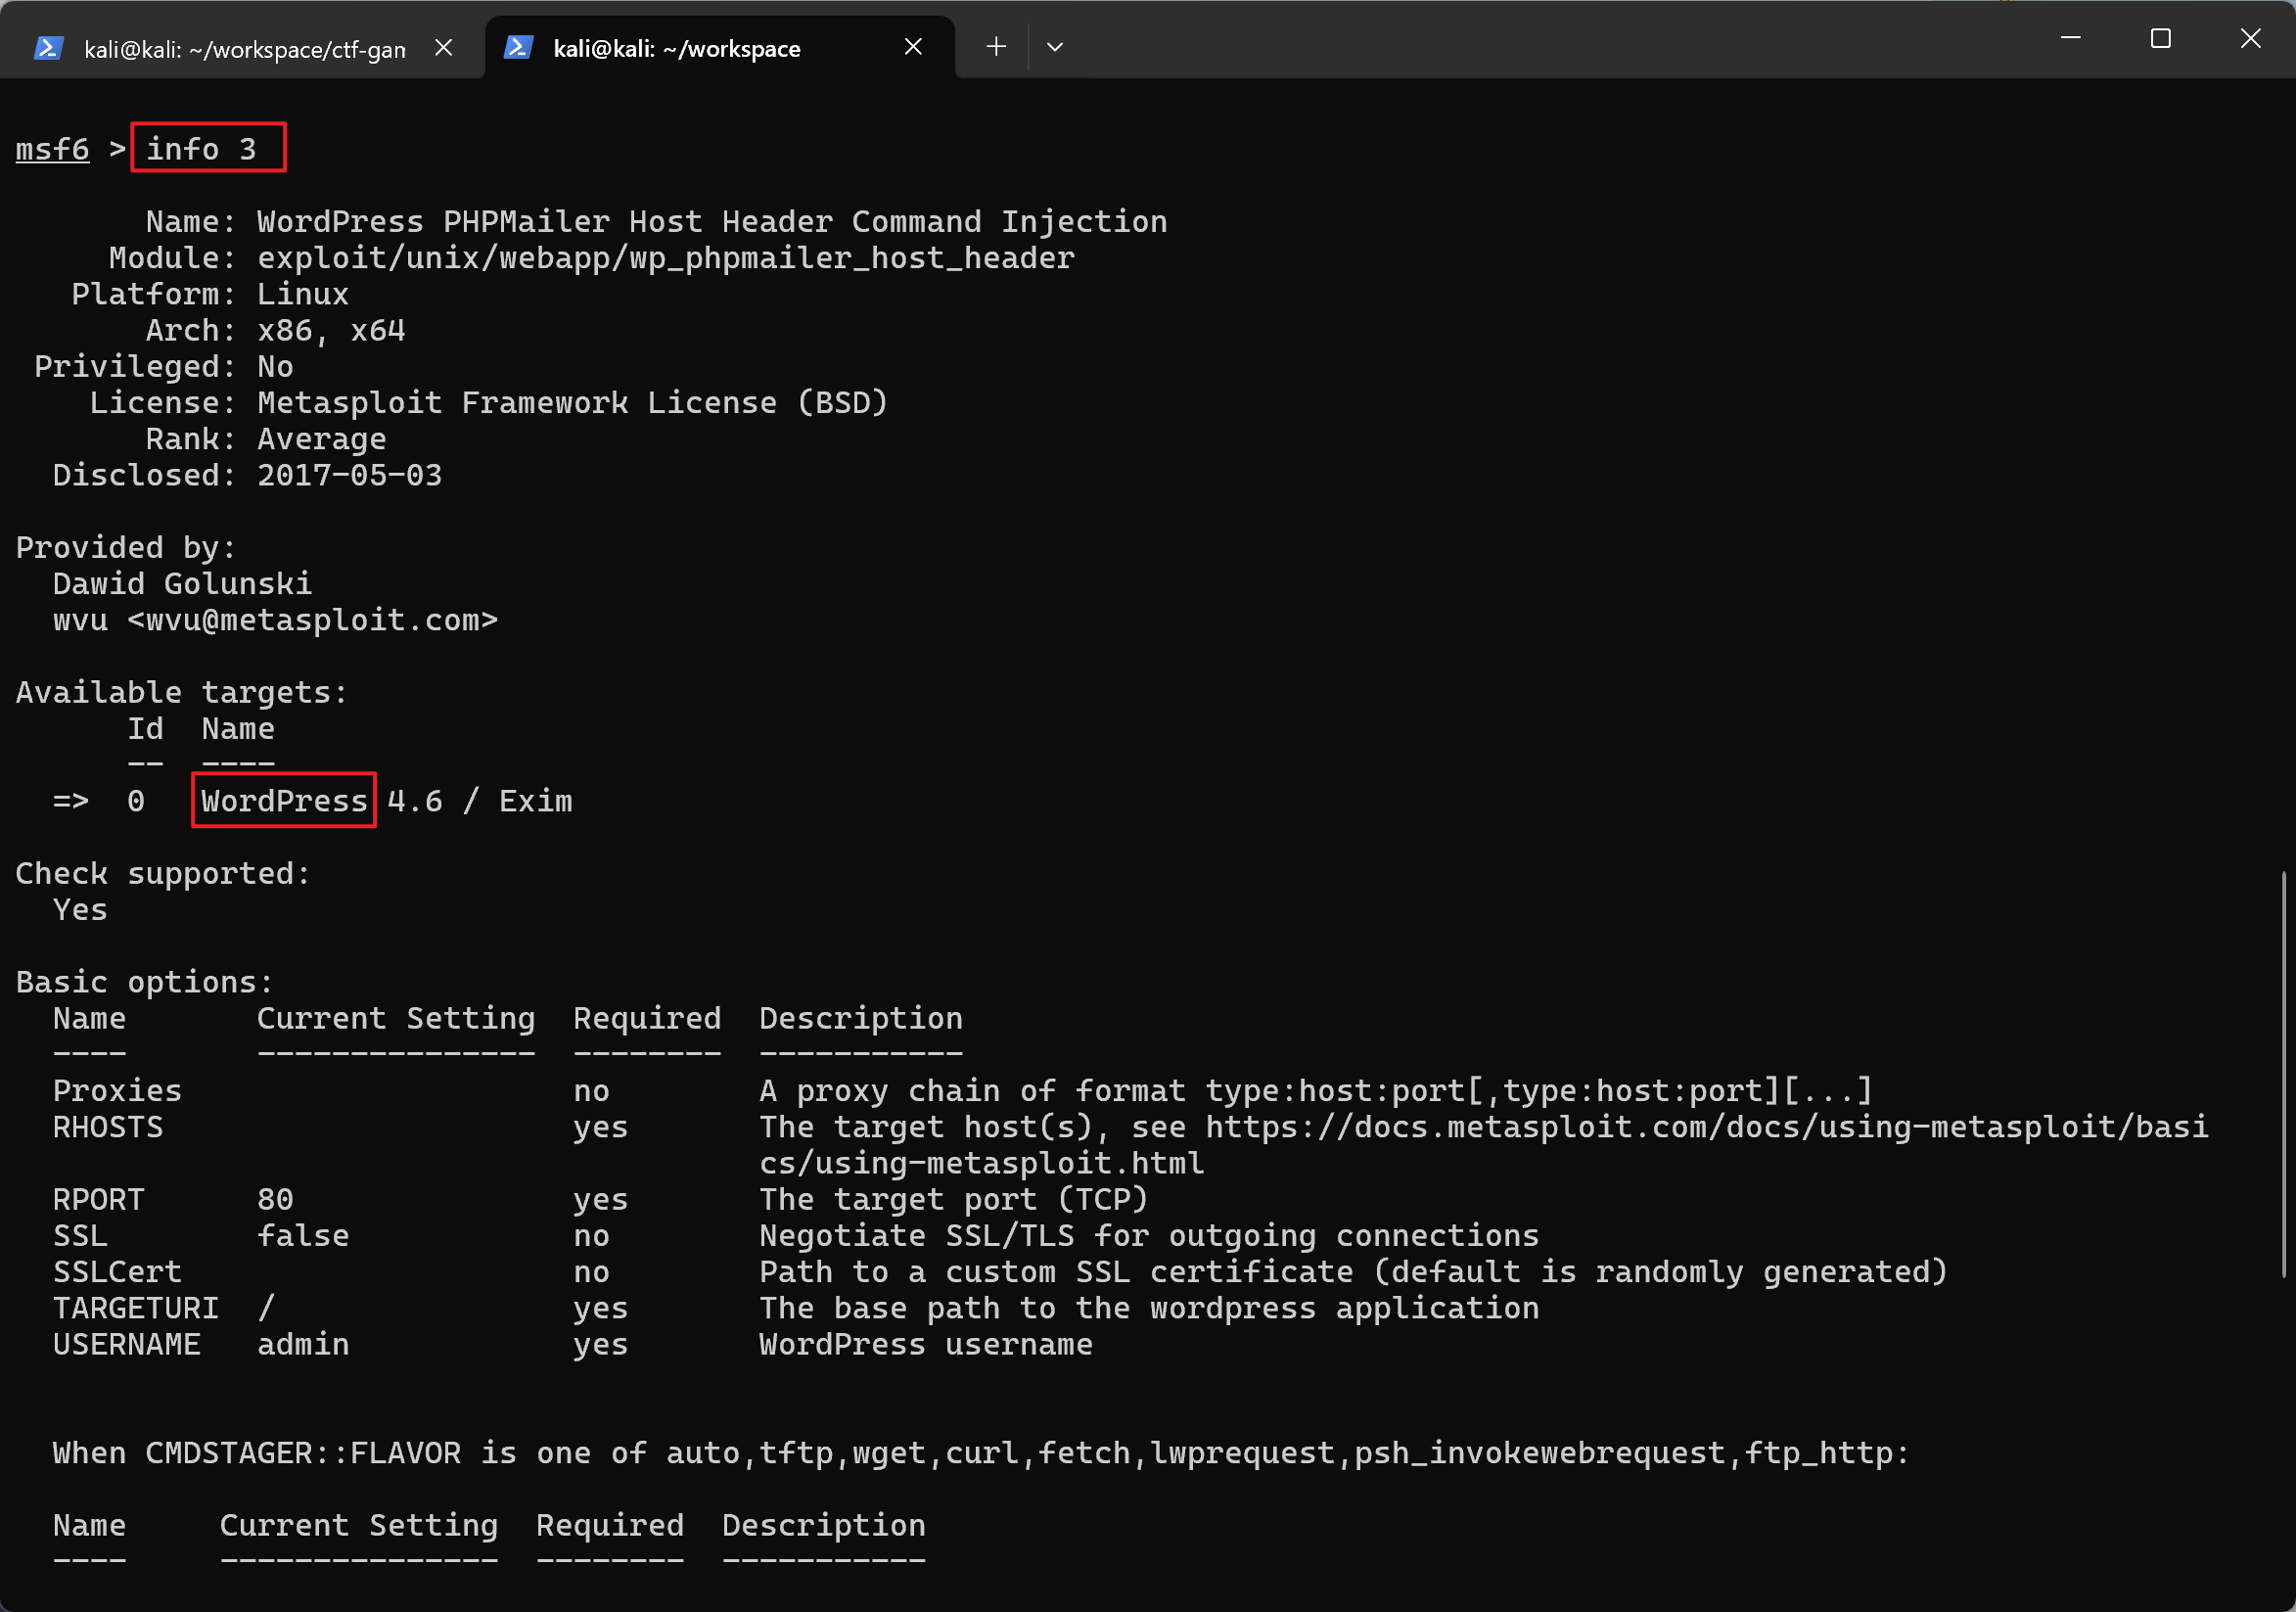 kali@kali: ~/workspace/ctf-gam
kali@kali: ~/workspace
msf6 > info 3
Name: WordPress PHPMailer Host Header Command Injection
Module: exploit/unix/webapp/wp_phpmailer_host_header
Platform: Linux
Arch: x86, x64
Privileged: No
License: Metasploit Framework License (BSD)
Rank: Average
Disclosed: 2017-05-03
Provided by:
Dawid Golunski
wvu <wvu@metasploit.com>
Available targets:
Id  Name
--  ----
=>  0   WordPress 4.6 / Exim
Check supported:
Yes
Basic options:
Name       Current Setting  Required  Description
----       ---------------  --------  -----------
Proxies                     no        A proxy chain of format type:host:port[,type:host:port][...]
RHOSTS                      yes       The target host(s), see https://docs.metasploit.com/docs/using-metasploit/basi
cs/using-metasploit.html
RPORT      80               yes       The target port (TCP)
SSL        false            no        Negotiate SSL/TLS for outgoing connections
SSLCert                     no        Path to a custom SSL certificate (default is randomly generated)
TARGETURI  /                yes       The base path to the wordpress application
USERNAME   admin            yes       WordPress username
When CMDSTAGER::FLAVOR is one of auto,tftp,wget,curl,fetch,lwprequest,psh_invokewebrequest,ftp_http:
Name     Current Setting  Required  Description
----     ---------------  --------  -----------